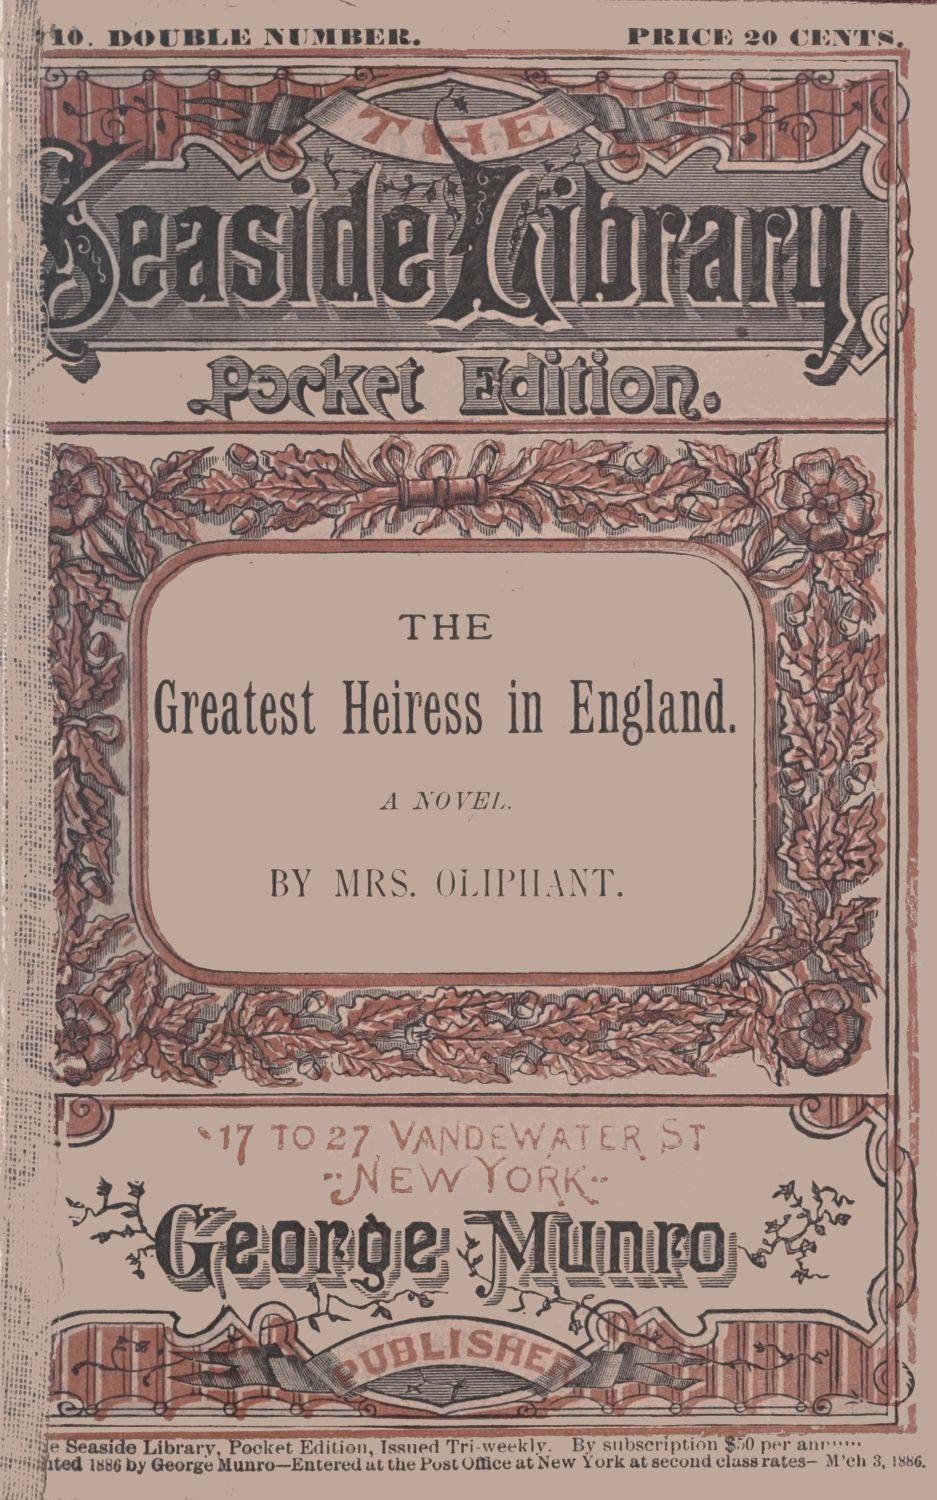 10. DOUBLE NUMBER. PRICE 20 CENTS.
THE
Seaside Library
Pocket Edition.
THE
Greatest Heiress in England.
A NOVEL.
BY MRS. OLIPHANT.
17 TO 27 VANDEWATER ST
NEW YORK
George Munro
PUBLISHER
Seaside Library, Pocket Edition, Issued Tri-weekly. By subscription $50 per
1886 by George Munro—Entered at the Post Office at New York at second class rates— M'ch 3, 1886.